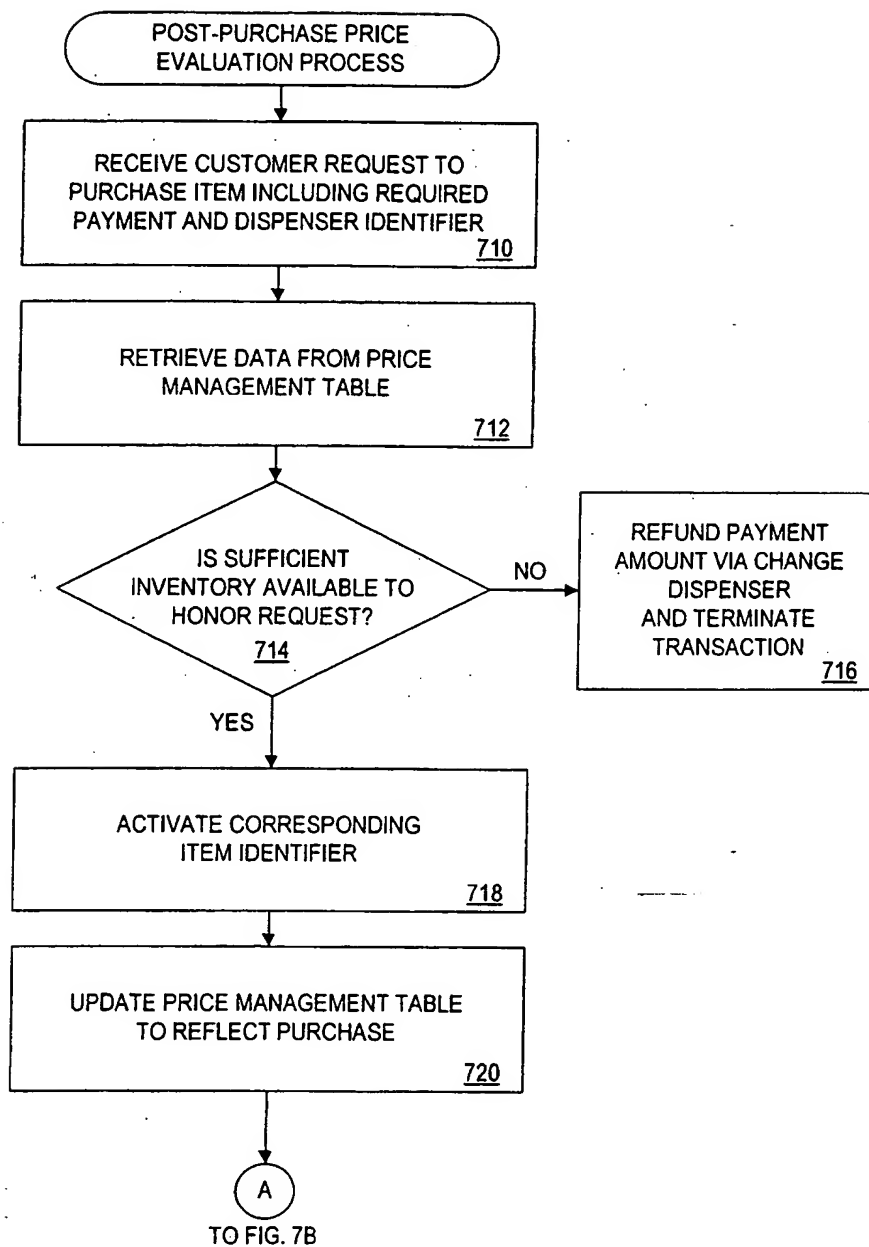 POST-PURCHASE PRICE
EVALUATION PROCESS
RECEIVE CUSTOMER REQUEST TO
PURCHASE ITEM INCLUDING REQUIRED
PAYMENT AND DISPENSER IDENTIFIER
710
RETRIEVE DATA FROM PRICE
MANAGEMENT TABLE
712
IS SUFFICIENT
INVENTORY AVAILABLE TO
HONOR REQUEST?
714
NO
REFUND PAYMENT
AMOUNT VIA CHANGE
DISPENSER
AND TERMINATE
TRANSACTION
716
YES
ACTIVATE CORRESPONDING
ITEM IDENTIFIER
718
UPDATE PRICE MANAGEMENT TABLE
TO REFLECT PURCHASE
720
A
TO FIG. 7B